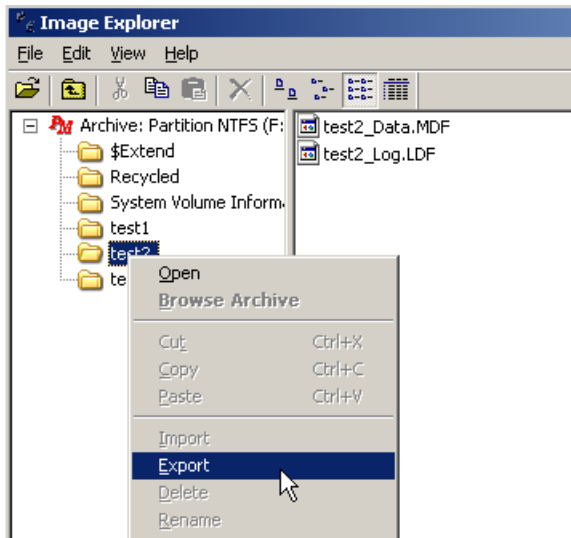 Image Explorer
File Edit View Help
Archive: Partition NTFS (F:
$Extend
Recycled
System Volume Inform
test1
test2
te
test2_Data.MDF
test2_Log.LDF
Open
Browse Archive
Cut Ctrl+X
Copy Ctrl+C
Paste Ctrl+V
Import
Export
Delete
Rename